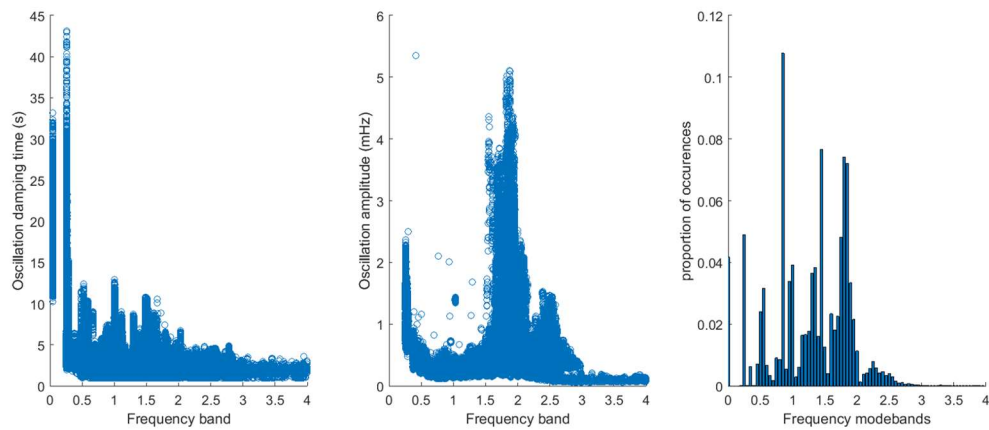 45
40
35
30
25
20
15
10
5
0
Oscillation damping time (s)
0 0.5 1 1.5 2 2.5 3 3.5 4
Frequency band
6
5
4
3
2
1
0
Oscillation amplitude (mHz)
0 0.5 1 1.5 2 2.5 3 3.5 4
Frequency band
0.12
0.1
0.08
0.06
0.04
0.02
0
proportion of occurences
0 0.5 1 1.5 2 2.5 3 3.5 4
Frequency modebands